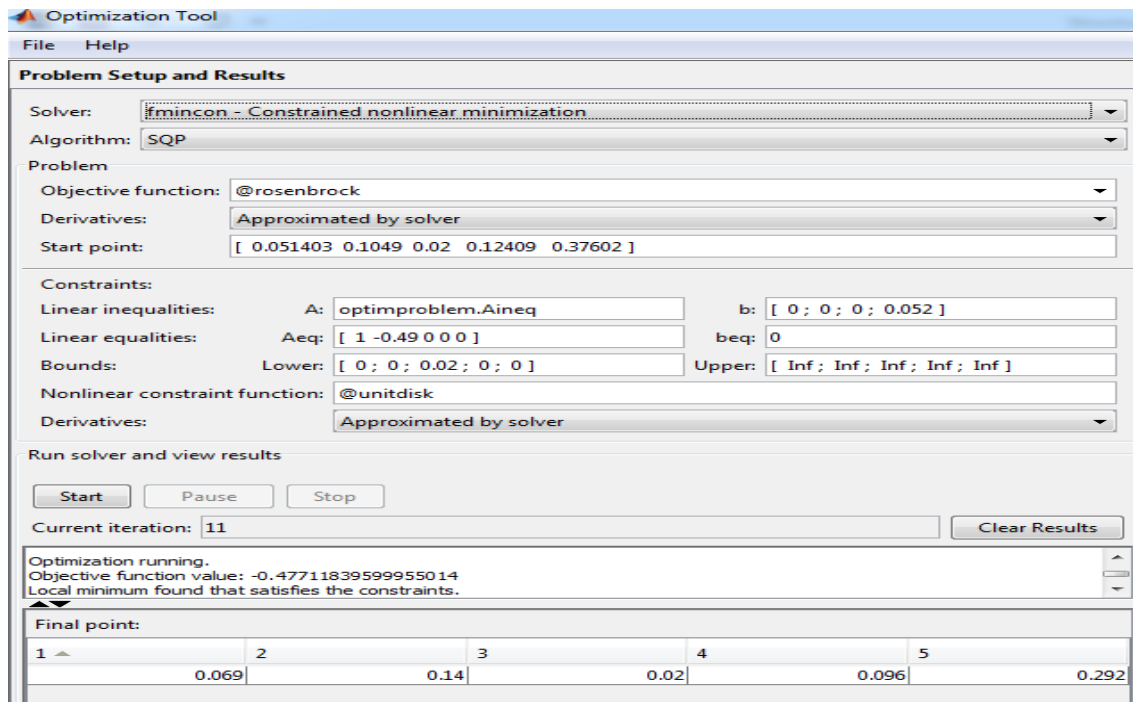 Optimization Tool
File Help
Problem Setup and Results
Solver: fmincon - Constrained nonlinear minimization
Algorithm: SQP
Problem
Objective function: @rosenbrock
Derivatives: Approximated by solver
Start point: [ 0.051403 0.1049 0.02 0.12409 0.37602 ]
Constraints:
Linear inequalities: A: optimproblem.Aineq b: [ 0 ; 0 ; 0 ; 0.052 ]
Linear equalities: Aeq: [ 1 -0.49 0 0 0 ] beq: 0
Bounds: Lower: [ 0 ; 0 ; 0.02 ; 0 ; 0 ] Upper: [ Inf ; Inf ; Inf ; Inf ; Inf ]
Nonlinear constraint function: @unitdisk
Derivatives: Approximated by solver
Run solver and view results
Start Pause Stop
Current iteration: 11 Clear Results
Optimization running.
Objective function value: -0.47711839599955014
Local minimum found that satisfies the constraints.
Final point:
1 2 3 4 5
0.069 0.14 0.02 0.096 0.292